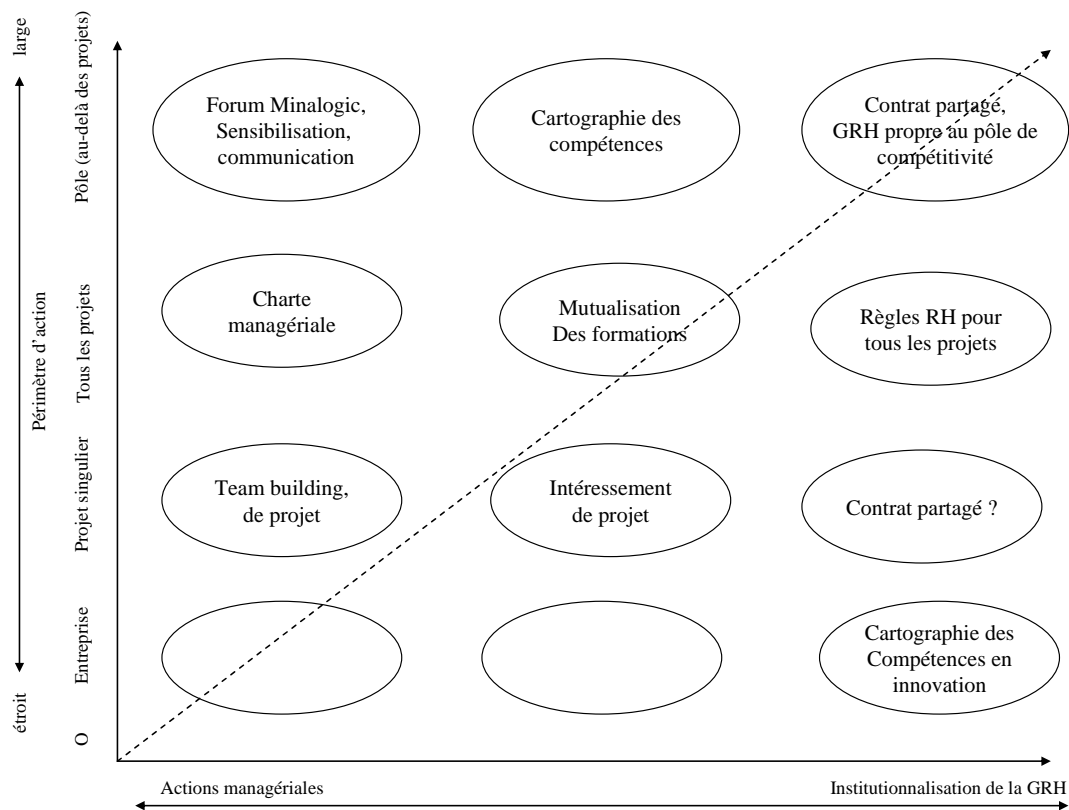 large
Pôle (au-delà des projets)
Forum Minalogic,
Sensibilisation,
communication
Cartographie des
compétences
Contrat partagé,
GRH propre au pôle de
compétitivité
Périmètre d'action
Tous les projets
Charte
managériale
Mutualisation
Des formations
Règles RH pour
tous les projets
Projet singulier
Team building,
de projet
Intéressement
de projet
Contrat partagé ?
Entreprise
Cartographie des
Compétences en
innovation
étroit
O
Actions managériales
Institutionnalisation de la GRH